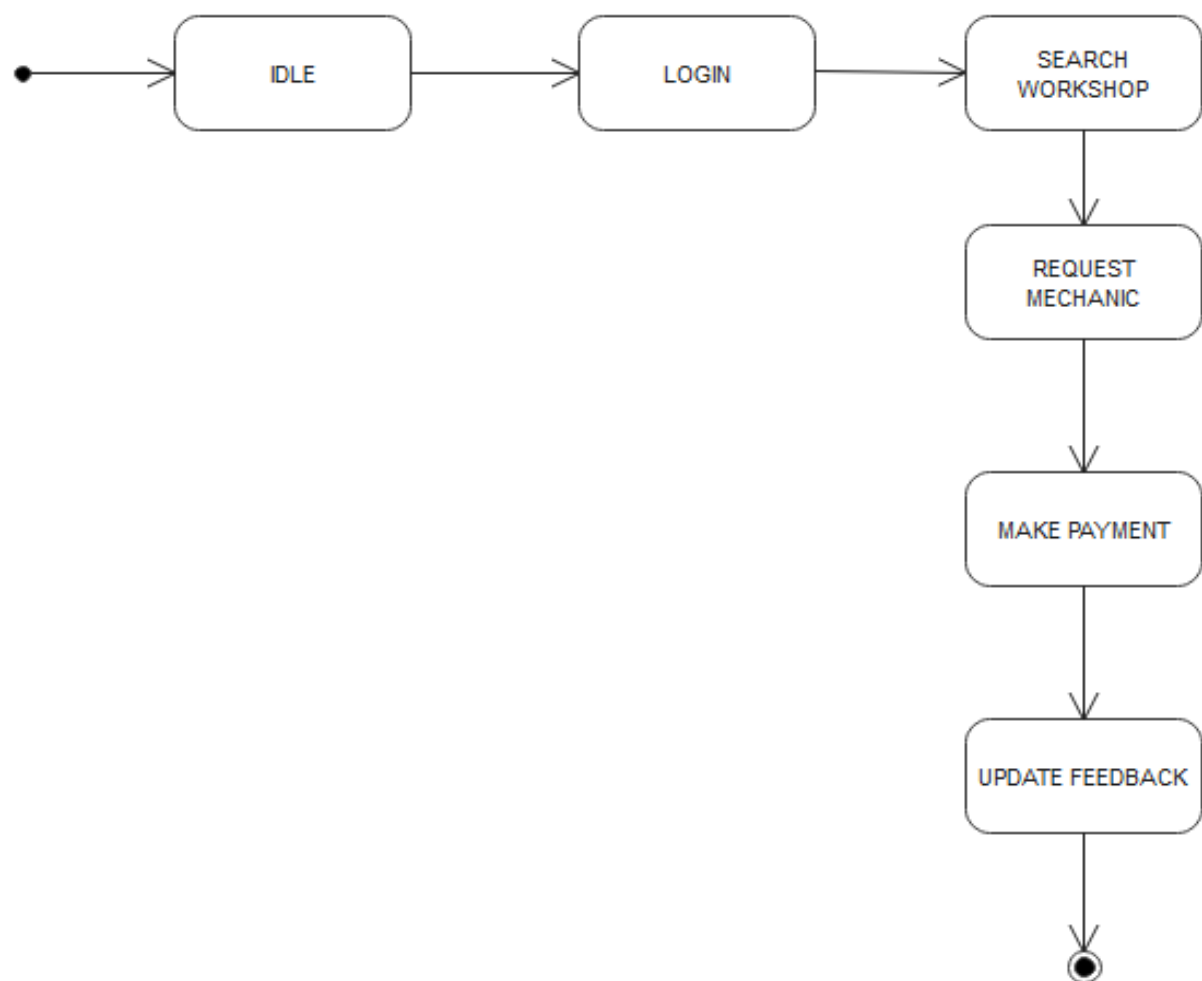 IDLE
LOGIN
SEARCH
WORKSHOP
REQUEST
MECHANIC
MAKE PAYMENT
UPDATE FEEDBACK